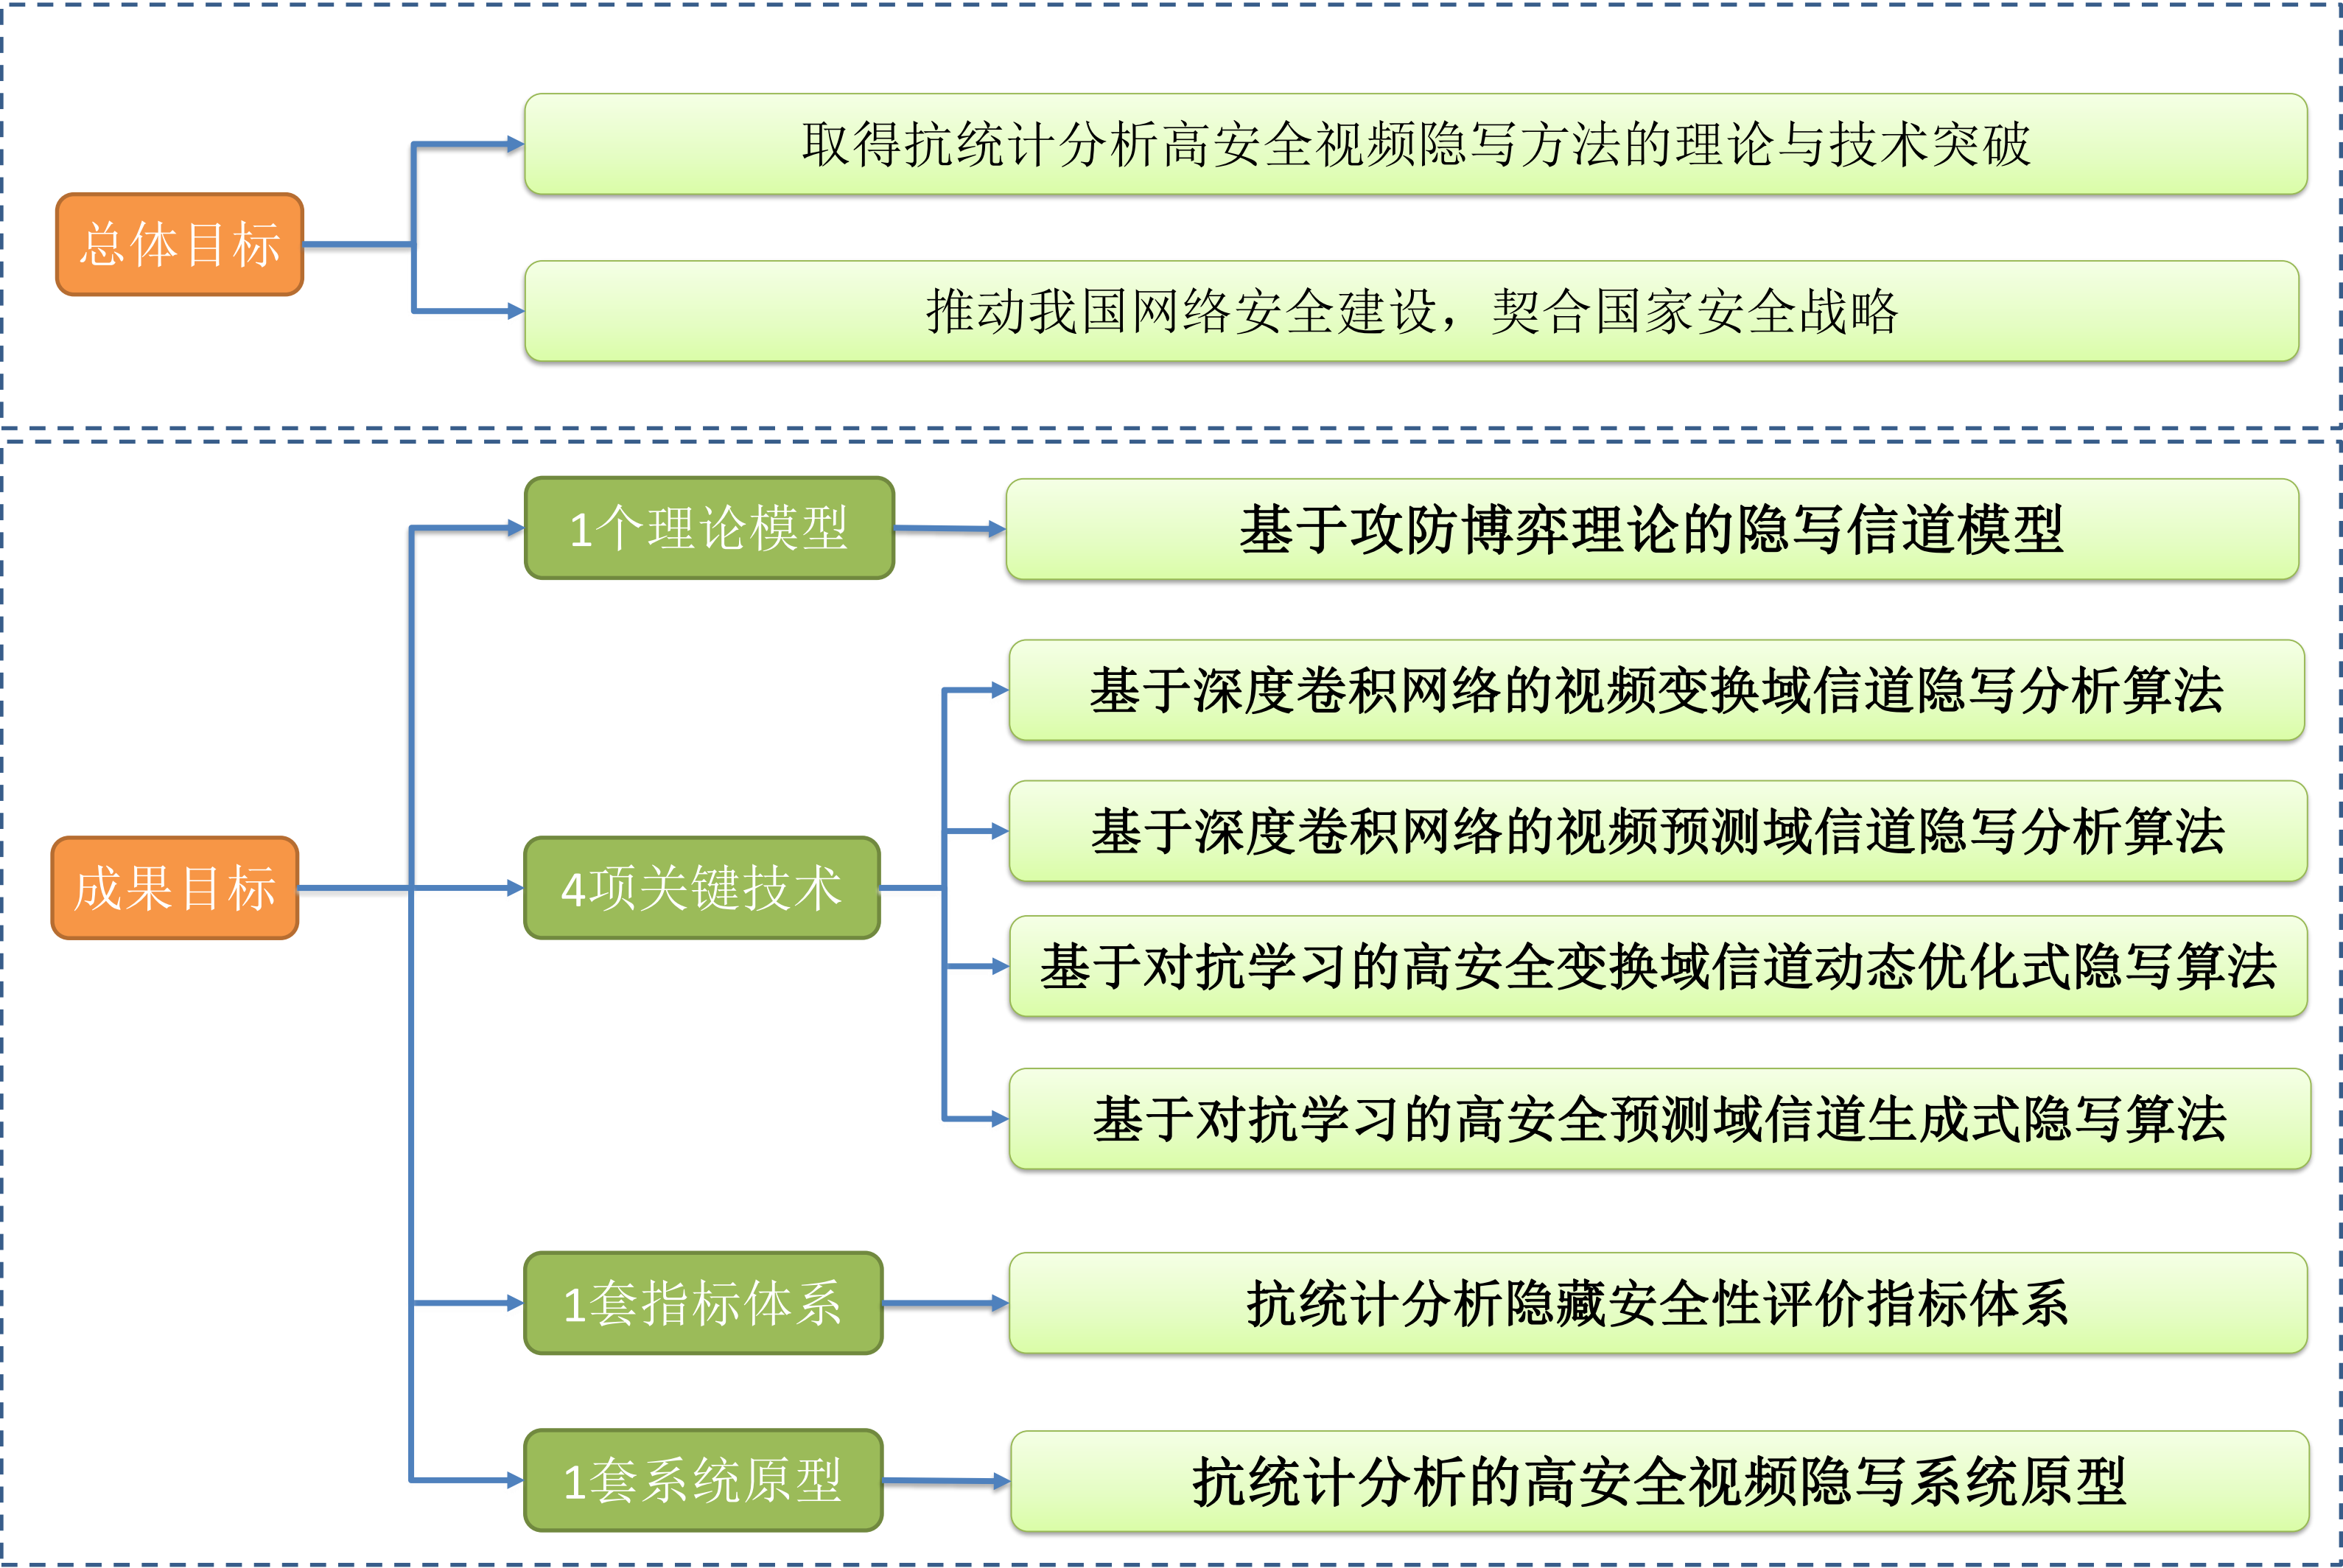 总体目标
取得抗统计分析高安全视频隐写方法的理论与技术突破
推动我国网络安全建设，契合国家安全战略
成果目标
1个理论模型
基于攻防博弈理论的隐写信道模型
4项关键技术
基于深度卷积网络的视频变换域信道隐写分析算法
基于深度卷积网络的视频预测域信道隐写分析算法
基于对抗学习的高安全变换域信道动态优化式隐写算法
基于对抗学习的高安全预测域信道生成式隐写算法
1套指标体系
抗统计分析隐藏安全性评价指标体系
1套系统原型
抗统计分析的高安全视频隐写系统原型